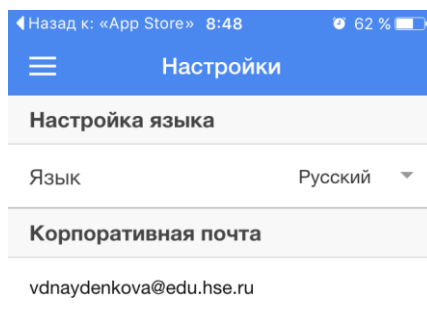 Назад к: «App Store» 8:48 62 %
Настройки
Настройка языка
Язык Русский
Корпоративная почта
vdnaydenkova@edu.hse.ru